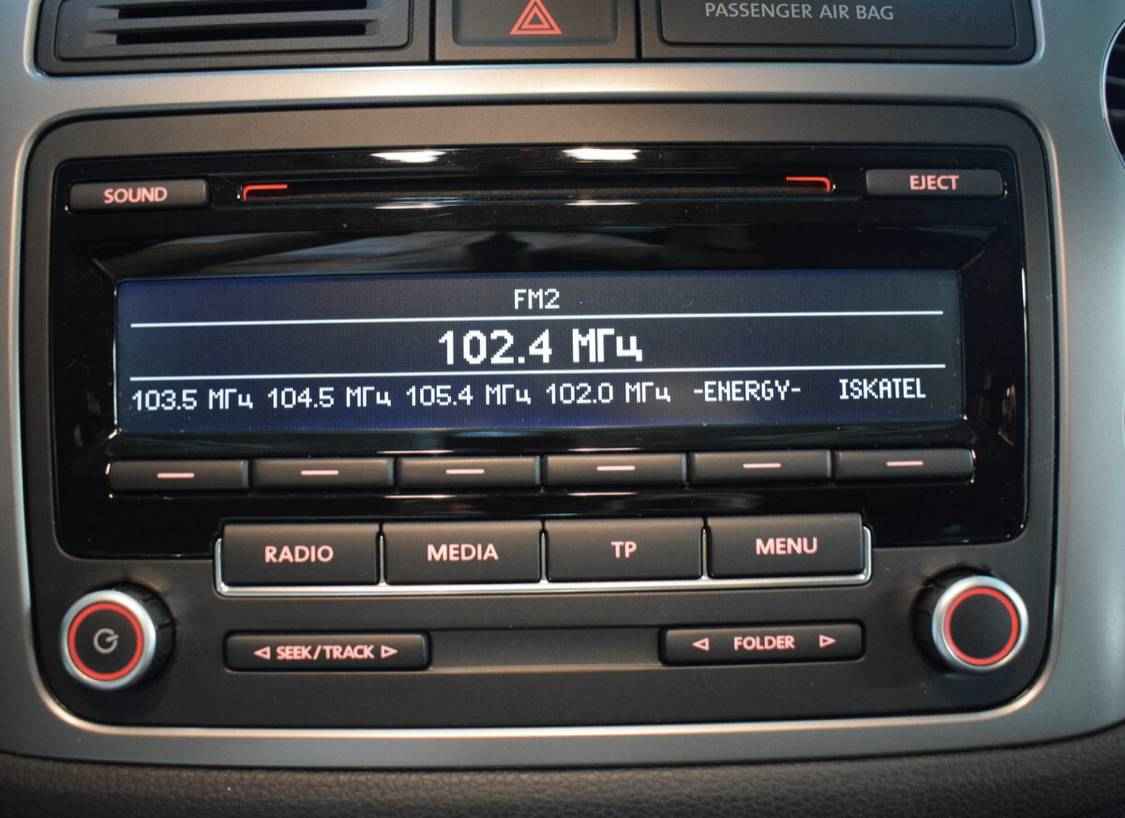 PASSENGER AIR BAG
SOUND
EJECT
FM2
102.4 МГц
103.5 МГц 104.5 МГц 105.4 МГц 102.0 МГц -ENERGY- ISKATEL
RADIO MEDIA TP MENU
SEEK/TRACK
FOLDER